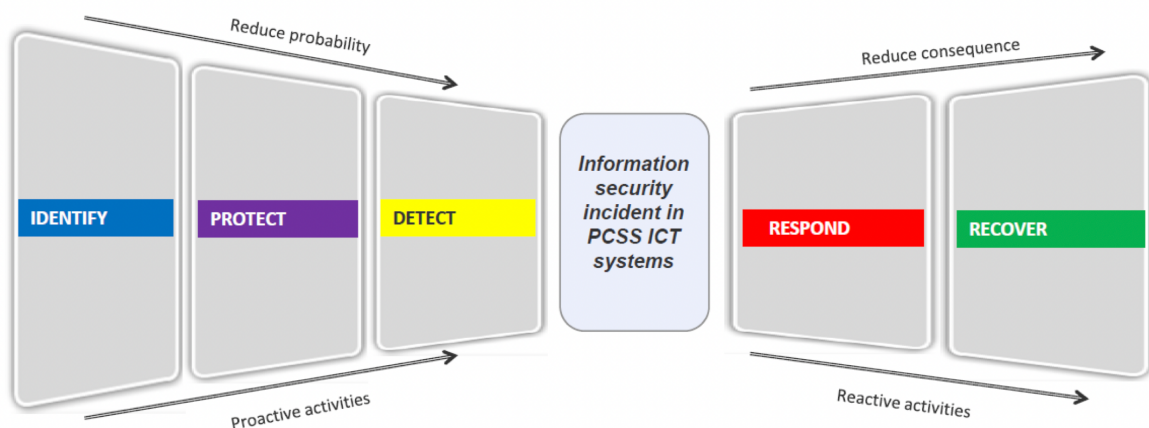 Reduce probability
IDENTIFY
PROTECT
DETECT
Proactive activities
Information
security
incident in
PCSS ICT
systems
Reduce consequence
RESPOND
RECOVER
Reactive activities